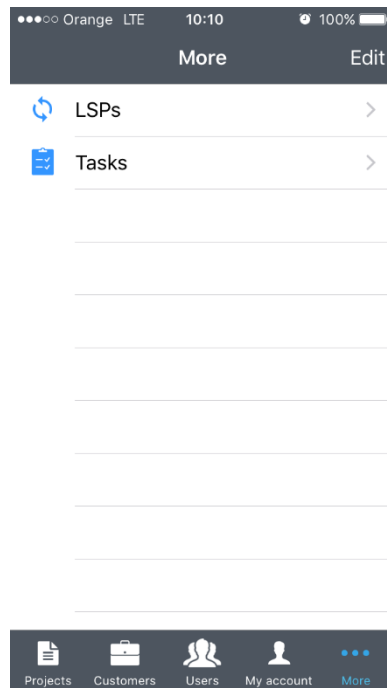 Orange LTE 10:10 100%
More Edit
LSPs
Tasks
Projects Customers Users My account More